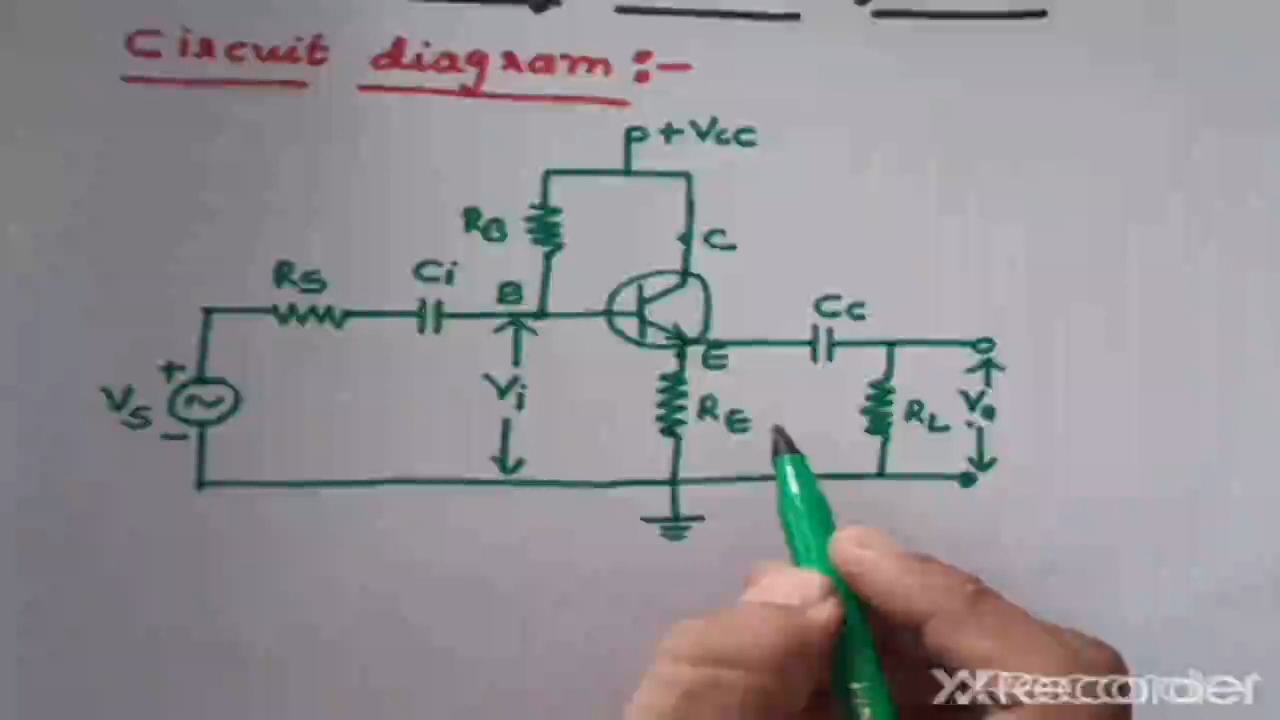 Circuit diagram :-
+Vcc
RB
C
Rs
Ci
B
Cc
E
+
Vs
-
Vi
RE
RL
Vo
XRecorder